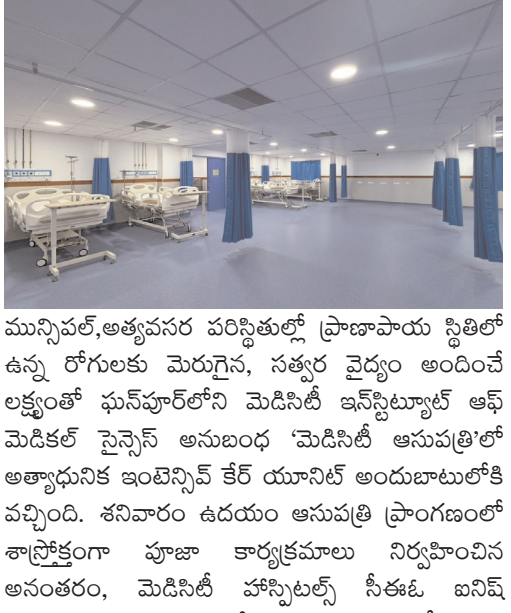 మున్సిపల్,అత్యవసర పరిస్థితుల్లో ప్రాణాపాయ స్థితిలో
ఉన్న రోగులకు మెరుగైన, సత్వర వైద్యం అందించే
లక్ష్యంతో ఘన్‌పూర్‌లోని మెడిసిటీ ఇన్‌స్టిట్యూట్ ఆఫ్
మెడికల్ సైన్సెస్ అనుబంధ ‘మెడిసిటీ ఆసుపత్రి’లో
అత్యాధునిక ఇంటెన్సివ్ కేర్ యూనిట్ అందుబాటులోకి
వచ్చింది. శనివారం ఉదయం ఆసుపత్రి ప్రాంగణంలో
శాస్త్రోక్తంగా పూజా కార్యక్రమాలు నిర్వహించిన
అనంతరం, మెడిసిటీ హాస్పిటల్స్ సీఈఓ ఐనిష్